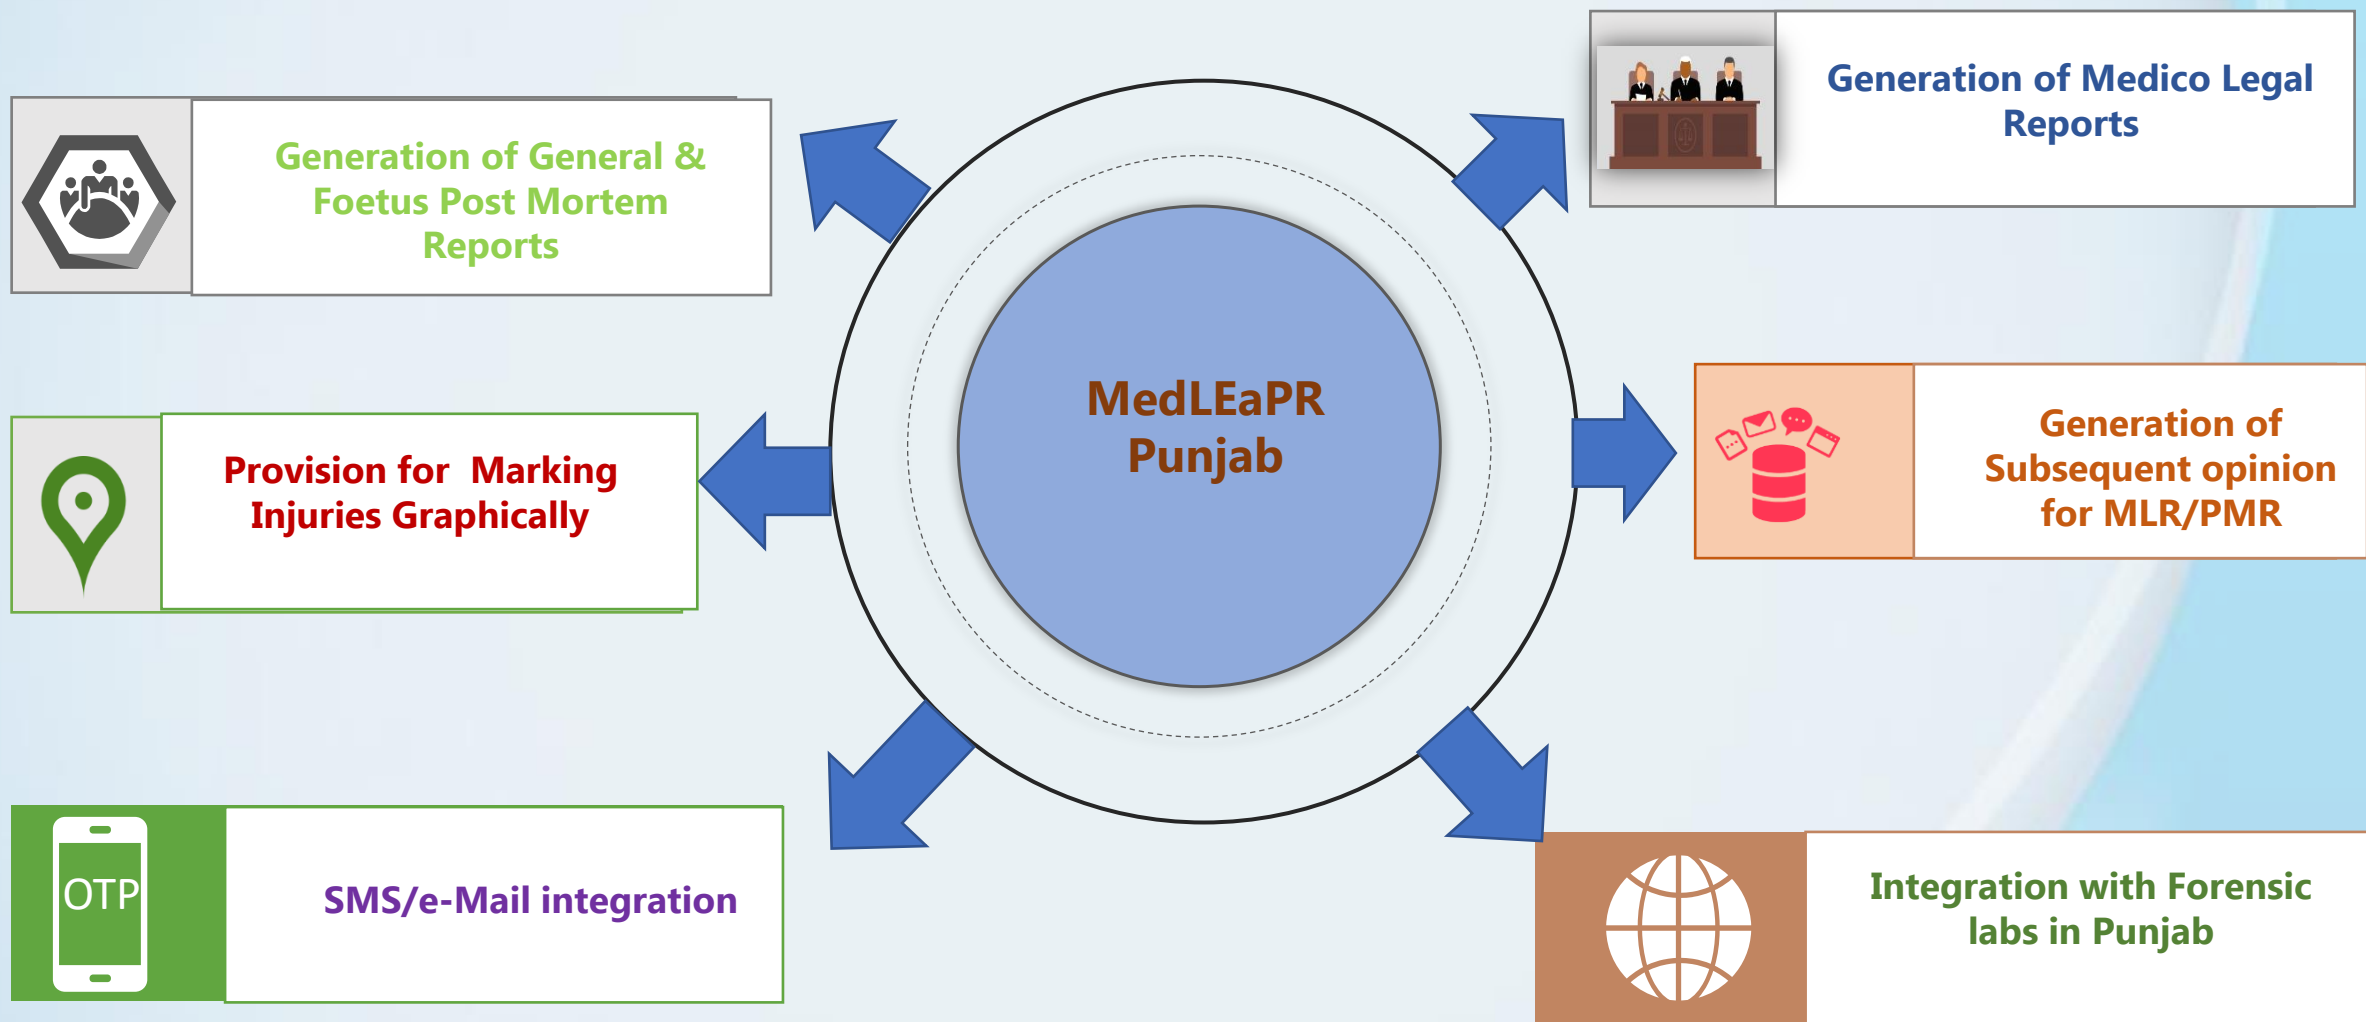 Generation of General &
Foetus Post Mortem
Reports
Generation of Medico Legal
Reports
Provision for  Marking
Injuries Graphically
MedLEaPR
Punjab
Generation of
Subsequent opinion
for MLR/PMR
OTP
SMS/e-Mail integration
Integration with Forensic
labs in Punjab